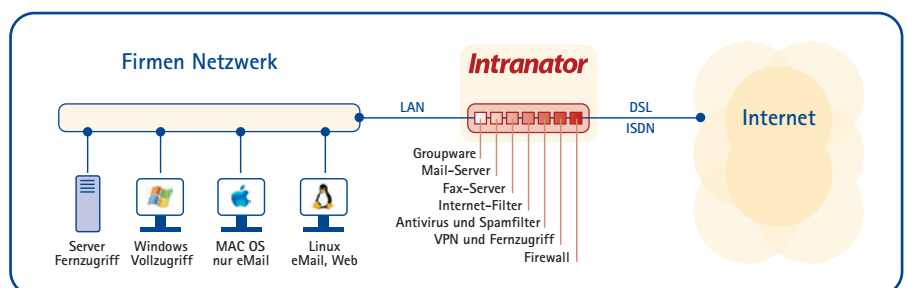 Firmen Netzwerk
Intranator
LAN
DSL
ISDN
Internet
Groupware
Mail-Server
Fax-Server
Internet-Filter
Antivirus und Spamfilter
VPN und Fernzugriff
Firewall
Server
Fernzugriff
Windows
Vollzugriff
MAC OS
nur eMail
Linux
eMail, Web